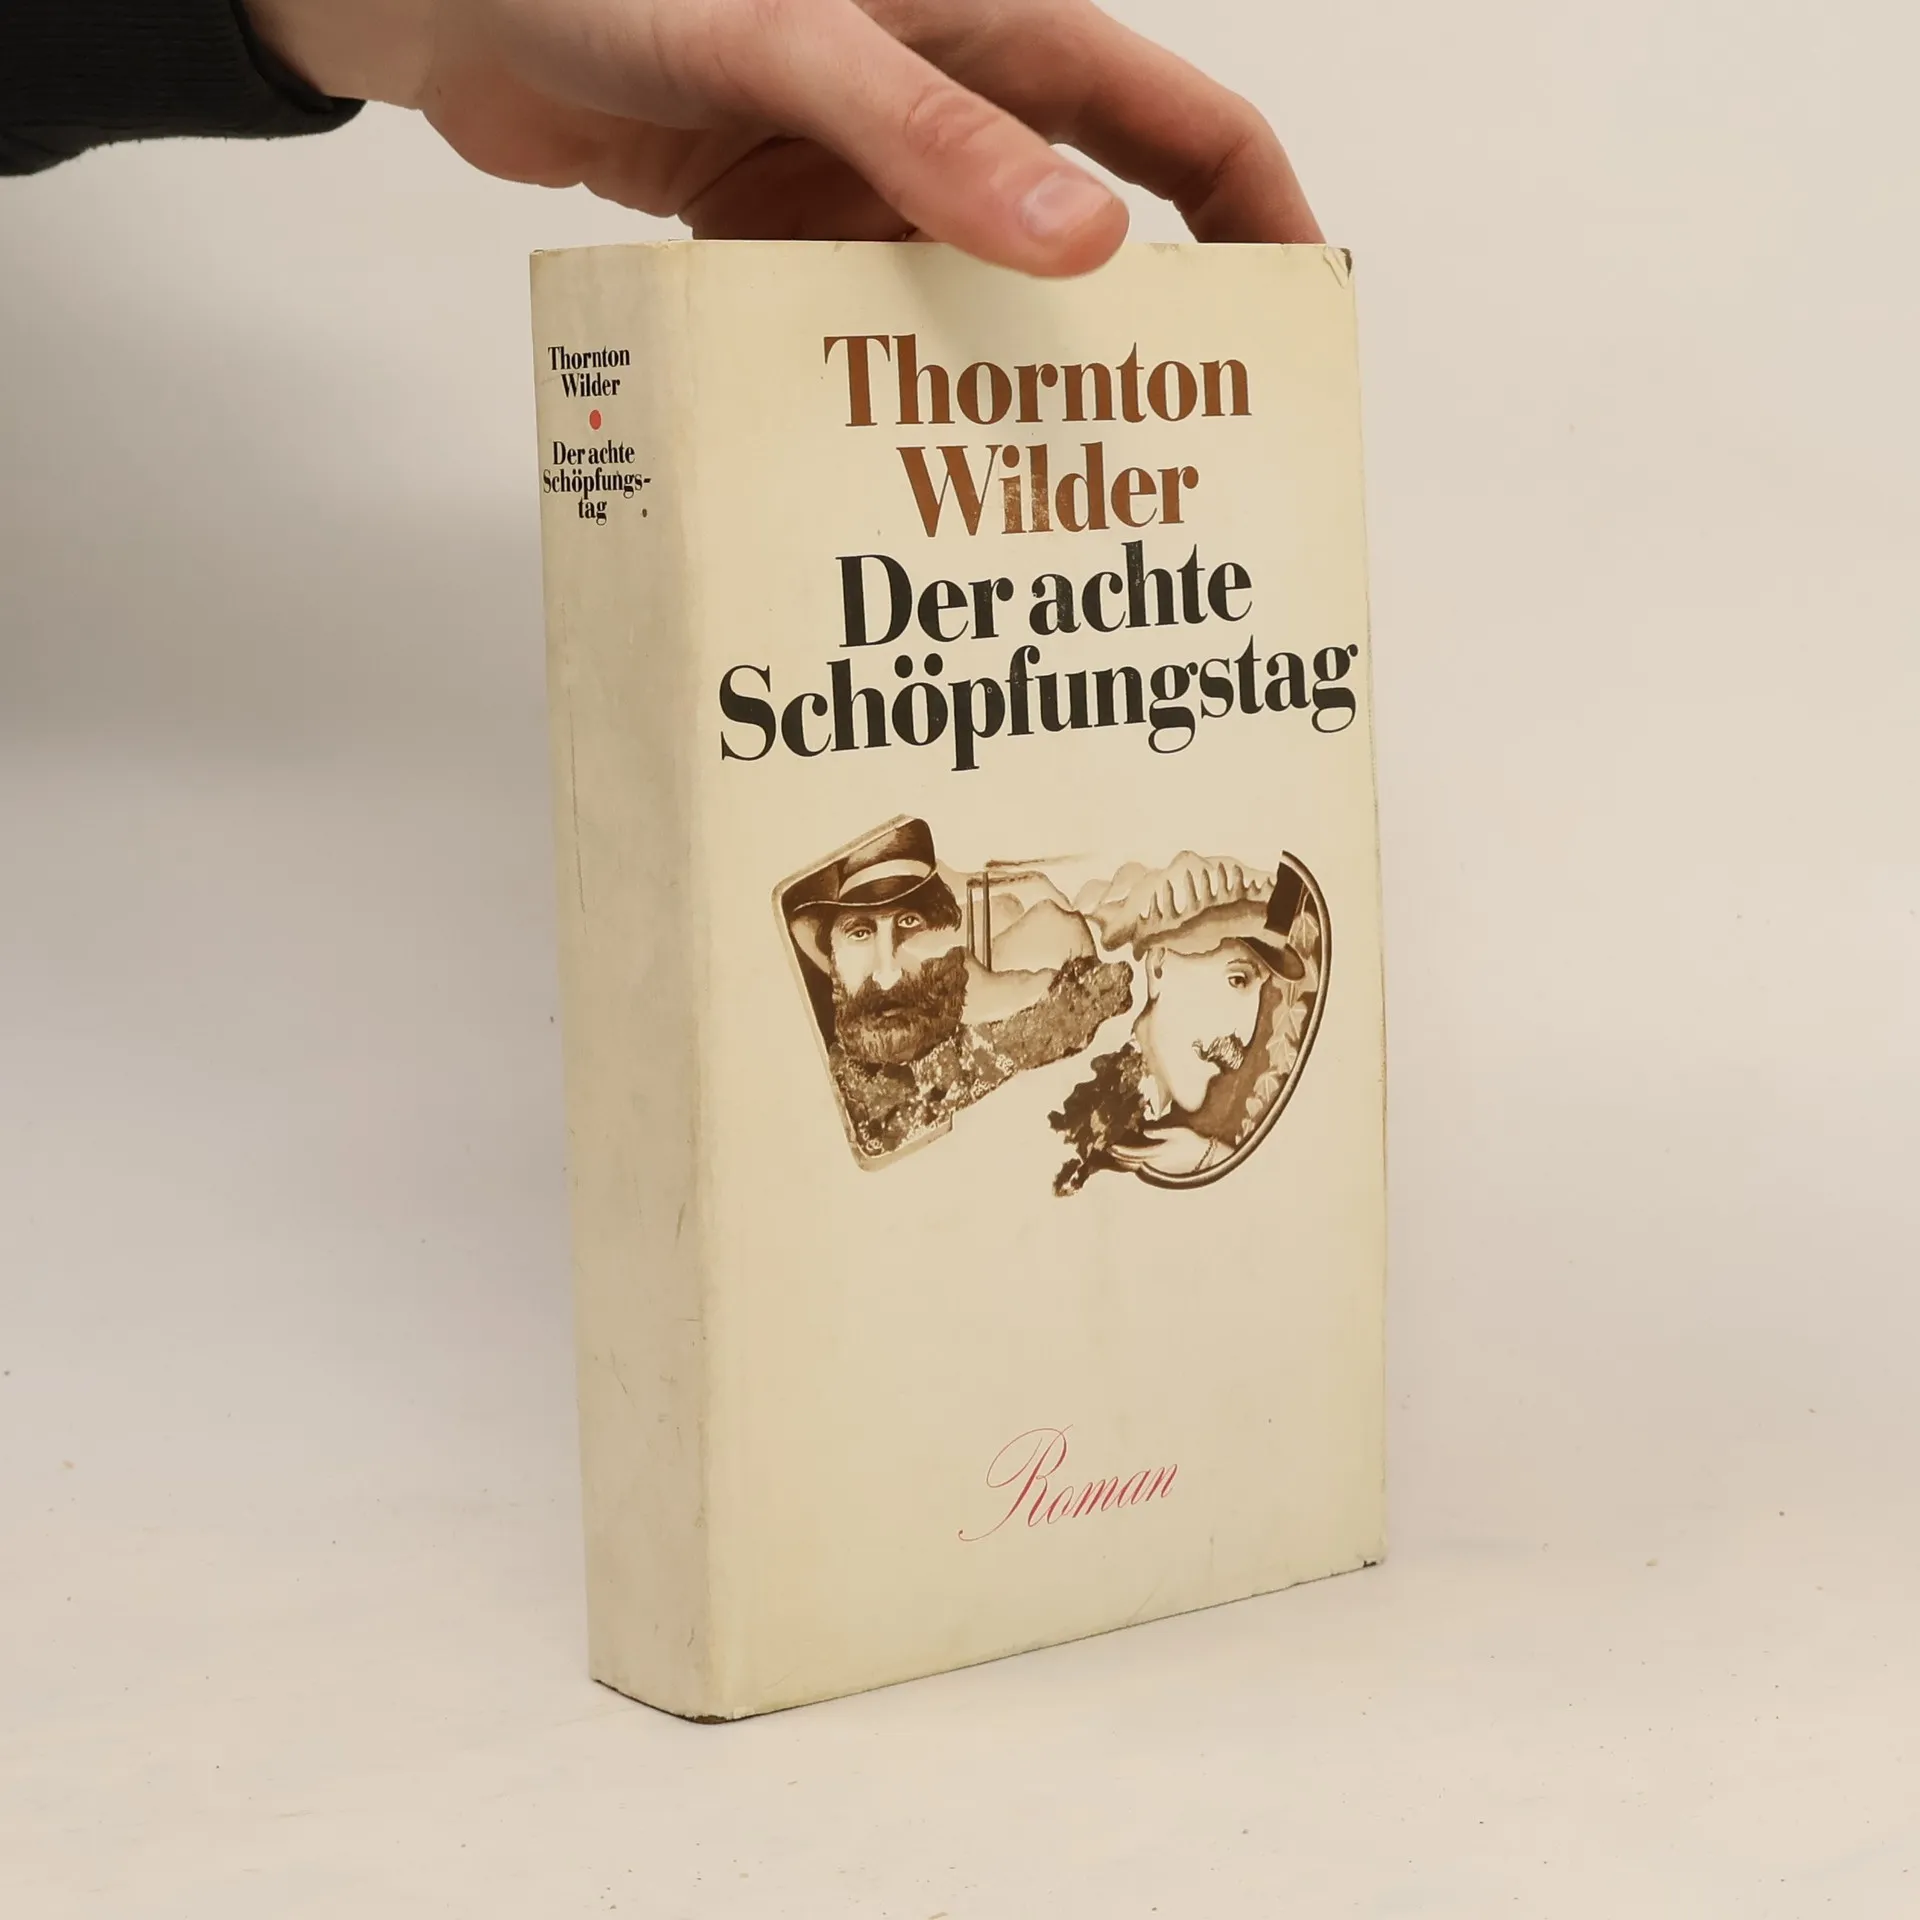 Thornton
Wilder
Der achte
Schöpfungs-
tag
Thornton
Wilder
Der achte
Schöpfungstag
Roman